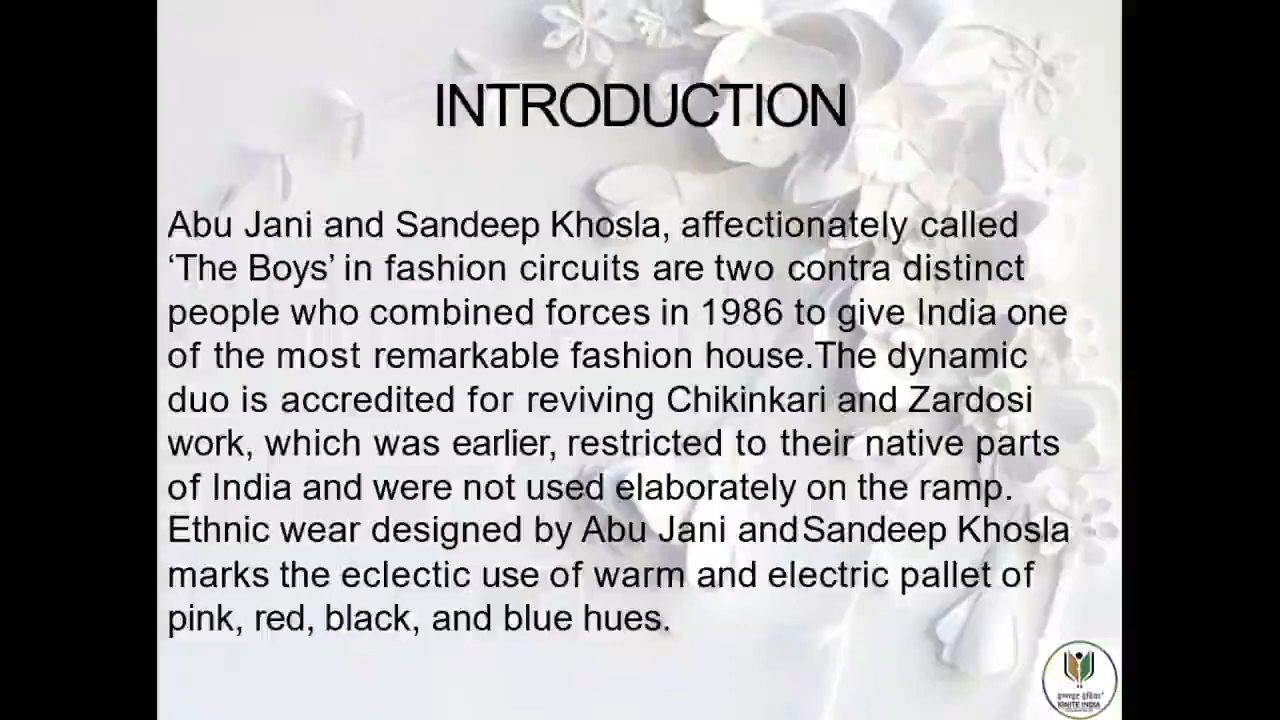 INTRODUCTION
Abu Jani and Sandeep Khosla, affectionately called
‘The Boys’ in fashion circuits are two contra distinct
people who combined forces in 1986 to give India one
of the most remarkable fashion house.The dynamic
duo is accredited for reviving Chikinkari and Zardosi
work, which was earlier, restricted to their native parts
of India and were not used elaborately on the ramp.
Ethnic wear designed by Abu Jani andSandeep Khosla
marks the eclectic use of warm and electric pallet of
pink, red, black, and blue hues.
इग्नाइट इंडिया
IGNITE INDIA